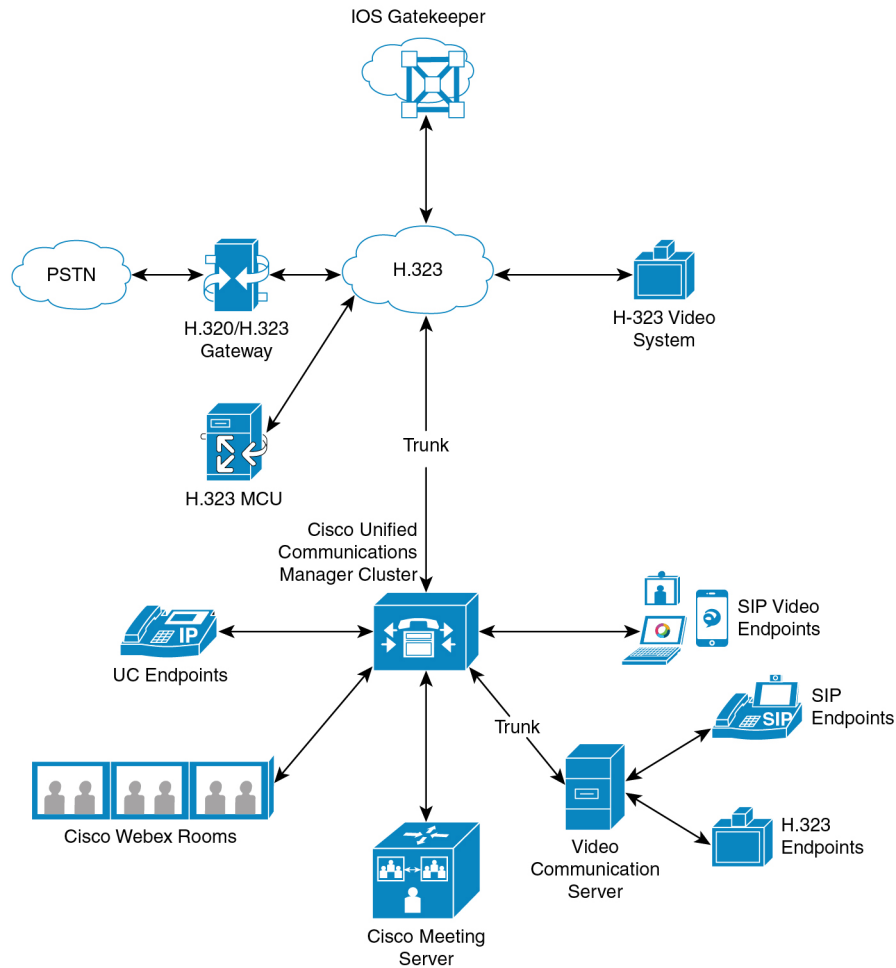 IOS Gatekeeper
PSTN
H.323
H.320/H.323
Gateway
H-323 Video
System
H.323 MCU
Trunk
Cisco Unified
Communications
Manager Cluster
IP
UC Endpoints
SIP Video
Endpoints
Trunk
SIP
SIP
Endpoints
Cisco Webex Rooms
Video
Communication
Server
H.323
Endpoints
Cisco Meeting
Server